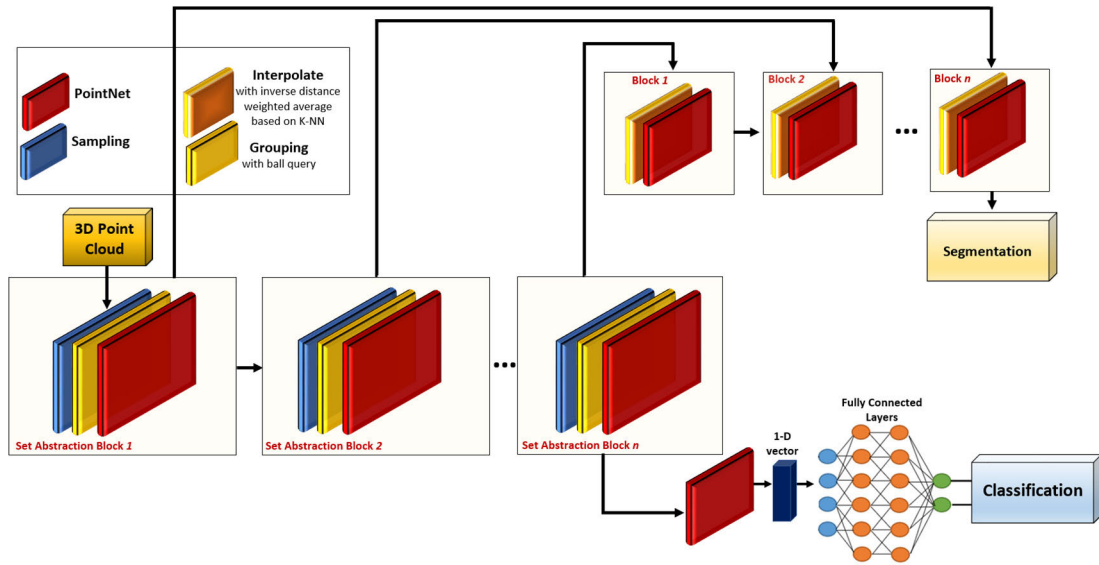 PointNet
Sampling
Interpolate
with inverse distance
weighted average
based on K-NN
Grouping
with ball query
Block 1
Block 2
Block n
...
3D Point
Cloud
Segmentation
Set Abstraction Block 1
Set Abstraction Block 2
...
Set Abstraction Block n
1-D
vector
Fully Connected
Layers
Classification